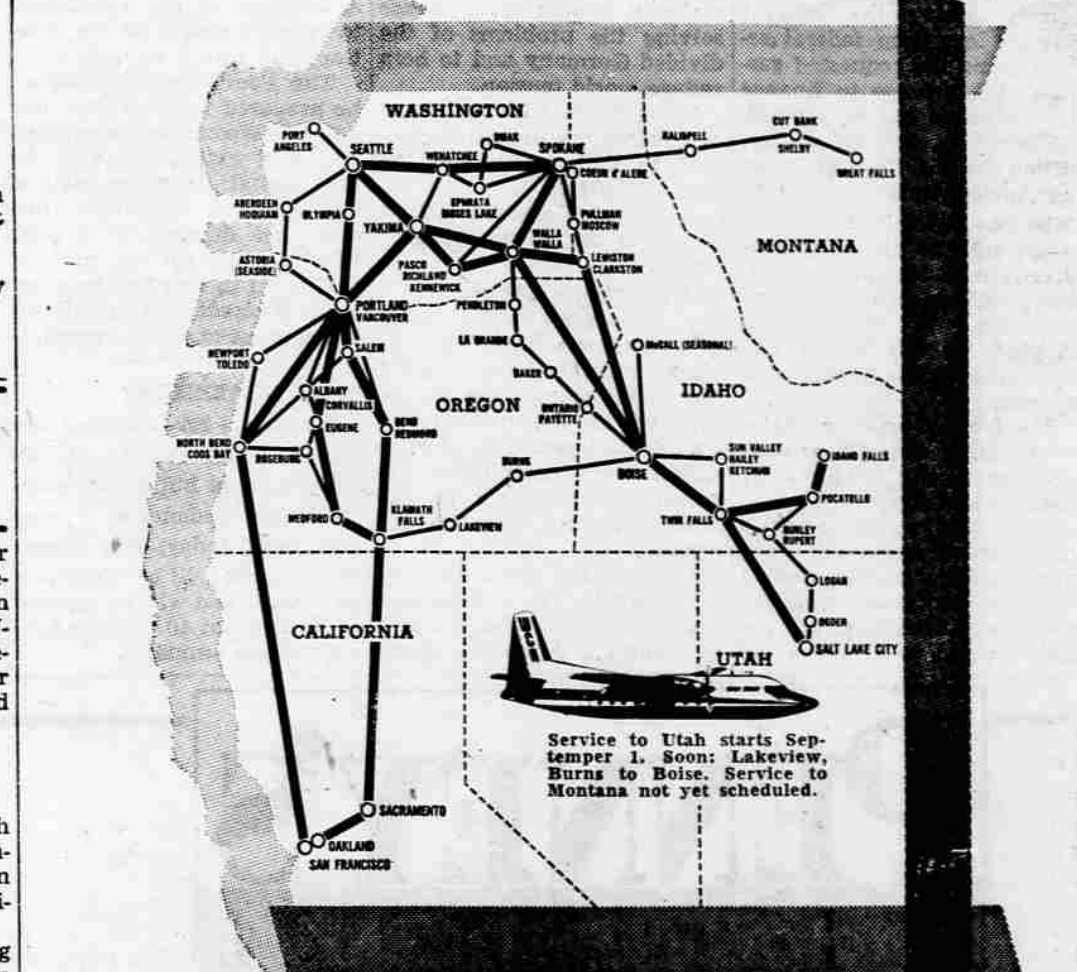 WASHINGTON
PORT
ANGELES
SEATTLE
WENATCHEE
OMAK
SPOKANE
COEUR d'ALENE
KALISPELL
CUT BANK
SHELBY
GREAT FALLS
EPHRATA
MOSES LAKE
ABERDEEN
HOQUIAM
OLYMPIA
YAKIMA
PULLMAN
MOSCOW
WALLA
WALLA
MONTANA
ASTORIA
(SEASIDE)
PASCO
RICHLAND
KENNEWICK
LEWISTON
CLARKSTON
PORTLAND
VANCOUVER
PENDLETON
NEWPORT
TOLEDO
SALEM
LA GRANDE
McCALL (SEASONAL)
BAKER
IDAHO
ALBANY
(CORVALLIS)
OREGON
ONTARIO
PAYETTE
EUGENE
BEND
REDMOND
NORTH BEND
COOS BAY
ROSEBURG
BURNS
BOISE
SUN VALLEY
HAILEY
KETCHUM
IDAHO FALLS
POCATELLO
MEDFORD
KLAMATH
FALLS
LAKEVIEW
TWIN FALLS
BURLEY
RUPERT
LOGAN
OGDEN
SALT LAKE CITY
CALIFORNIA
UTAH
Service to Utah starts Sep-
temper 1. Soon: Lakeview,
Burns to Boise. Service to
Montana not yet scheduled.
SACRAMENTO
OAKLAND
SAN FRANCISCO